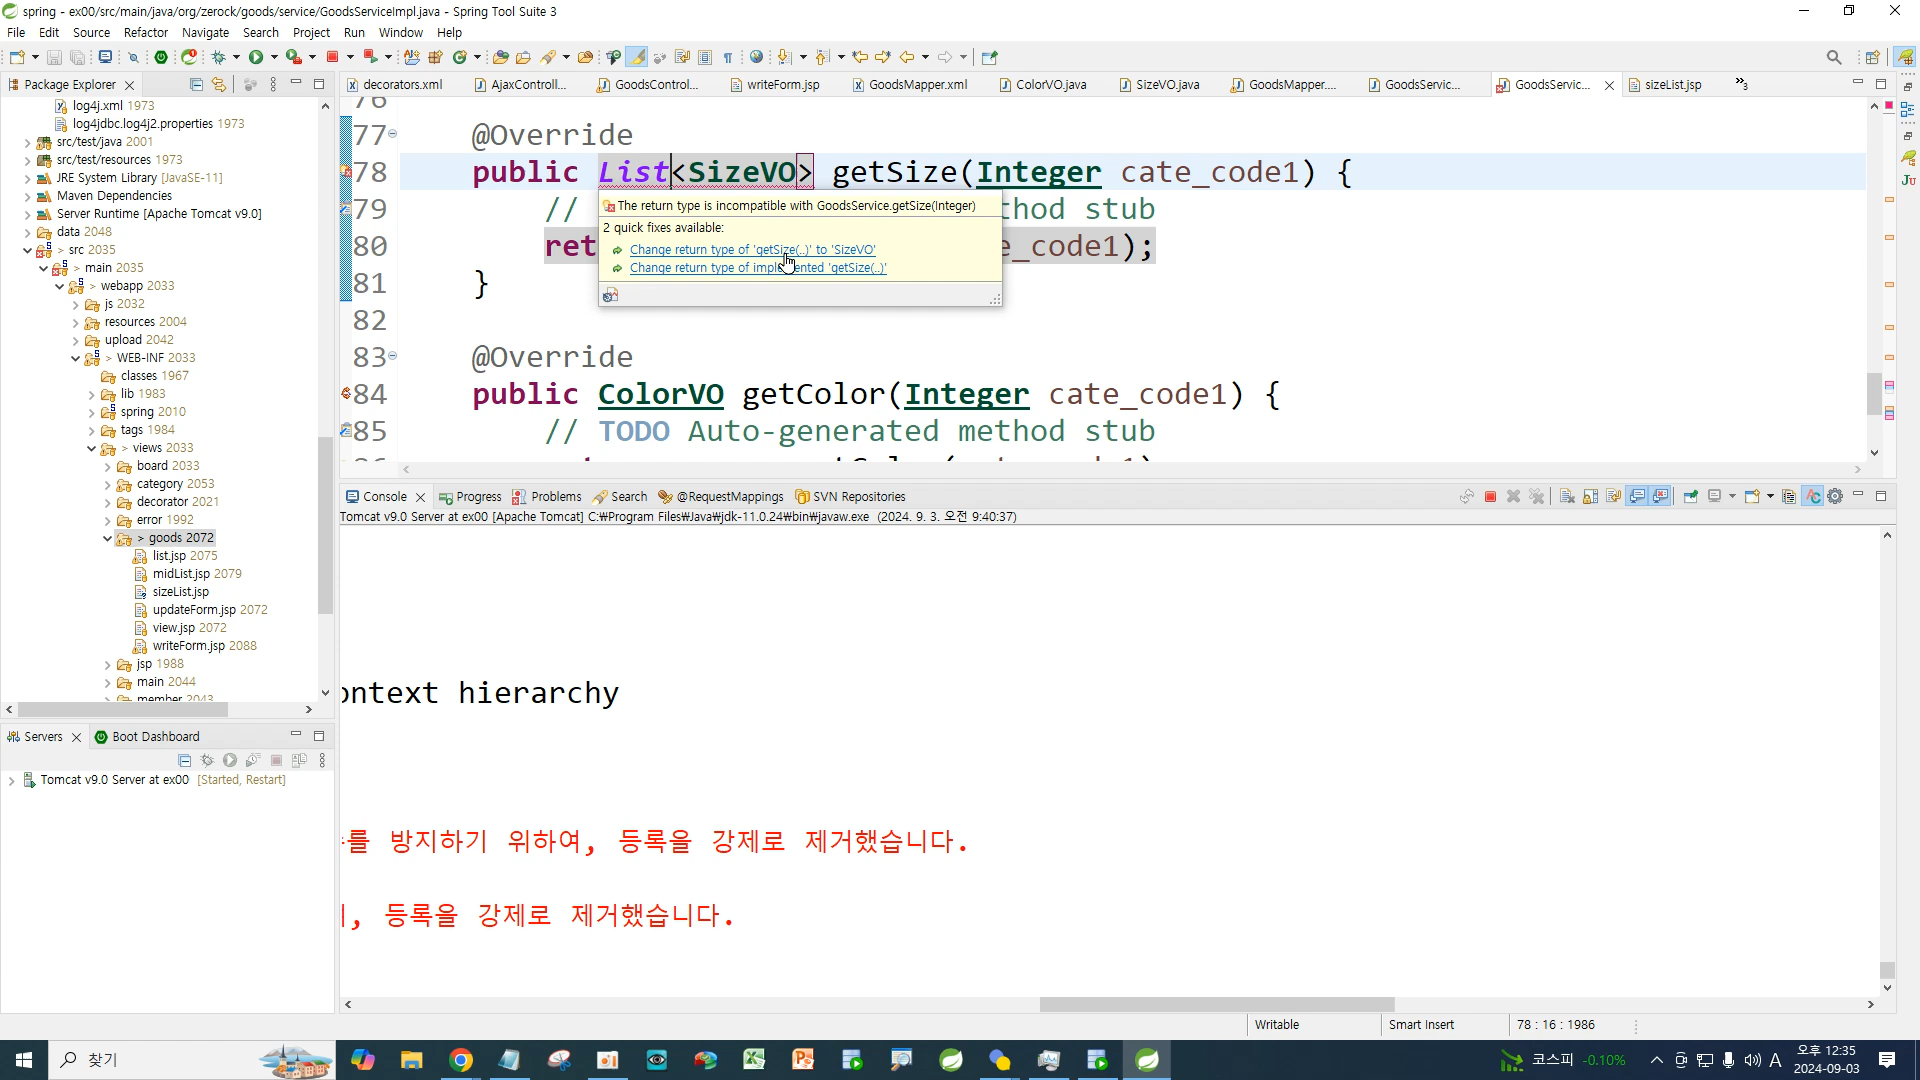 spring - ex00/src/main/java/org/zerock/goods/service/GoodsServiceImpl.java - Spring Tool Suite 3
File Edit Source Refactor Navigate Search Project Run Window Help
Package Explorer
log4j.xml 1973
log4jdbc.log4j2.properties 1973
src/test/java 2001
src/test/resources 1973
JRE System Library [JavaSE-11]
Maven Dependencies
Server Runtime [Apache Tomcat v9.0]
data 2048
> src 2035
> main 2035
> webapp 2033
js 2032
resources 2004
upload 2042
> WEB-INF 2033
classes 1967
lib 1983
spring 2010
tags 1984
> views 2033
board 2033
category 2053
decorator 2021
error 1992
> goods 2072
list.jsp 2075
midList.jsp 2079
sizeList.jsp
updateForm.jsp 2072
view.jsp 2072
writeForm.jsp 2088
jsp 1988
main 2044
member 2043
Servers Boot Dashboard
Tomcat v9.0 Server at ex00 [Started, Restart]
decorators.xml AjaxControll... GoodsControl... writeForm.jsp GoodsMapper.xml ColorVO.java SizeVO.java GoodsMapper.... GoodsServic... GoodsServic... sizeList.jsp »3
76
77 @Override
78 public List<SizeVO> getSize(Integer cate_code1) {
79 // thod stub
80 ret e_code1);
81 }
82
83 @Override
84 public ColorVO getColor(Integer cate_code1) {
85 // TODO Auto-generated method stub
The return type is incompatible with GoodsService.getSize(Integer)
2 quick fixes available:
Change return type of 'getSize(..)' to 'SizeVO'
Change return type of implemented 'getSize(..)'
Console Progress Problems Search @RequestMappings SVN Repositories
Tomcat v9.0 Server at ex00 [Apache Tomcat] C:₩Program Files₩Java₩jdk-11.0.24₩bin₩javaw.exe (2024. 9. 3. 오전 9:40:37)
ontext hierarchy
를 방지하기 위하여, 등록을 강제로 제거했습니다.
, 등록을 강제로 제거했습니다.
Writable Smart Insert 78 : 16 : 1986
찾기
코스피 -0.10%
A
오후 12:35
2024-09-03